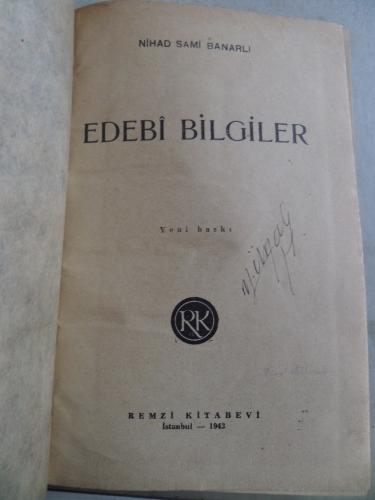 NİHAD SAMİ BANARLI
EDEBÎ BİLGİLER
Yeni baskı
RK
REMZİ KİTABEVİ
İstanbul — 1943